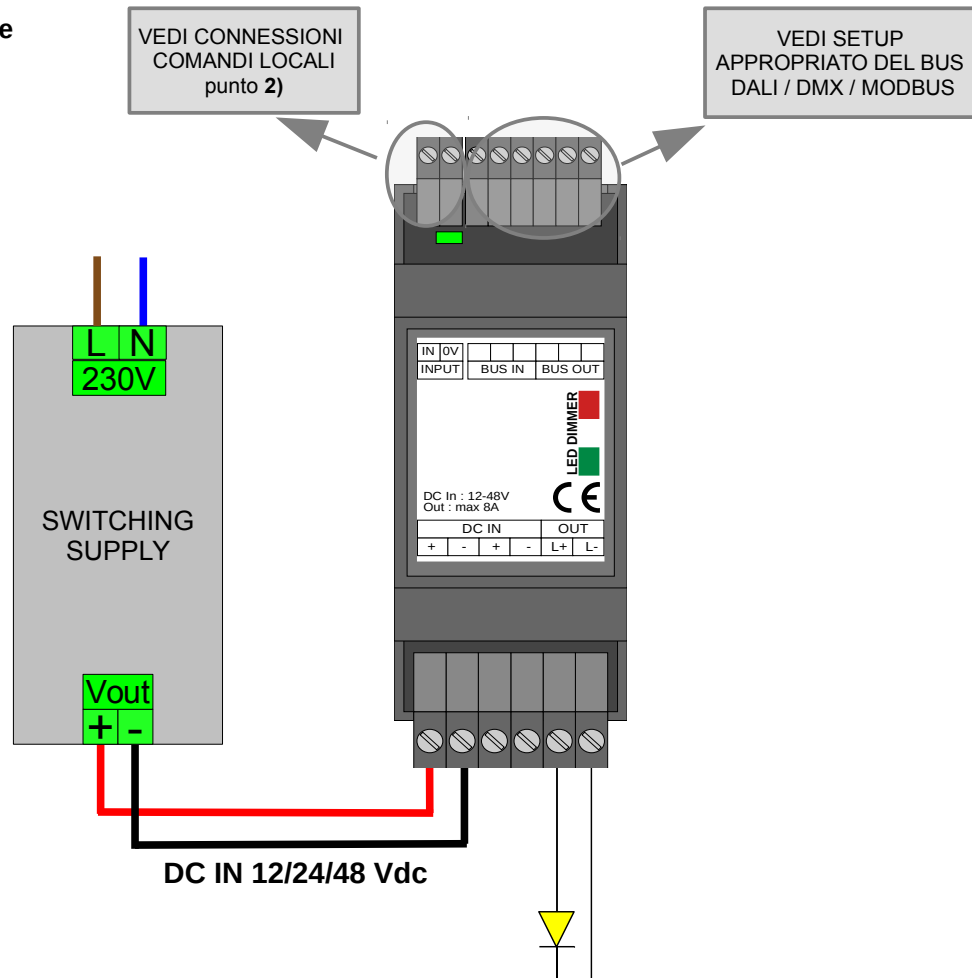 e
VEDI CONNESSIONI
COMANDI LOCALI
punto 2)
VEDI SETUP
APPROPRIATO DEL BUS
DALI / DMX / MODBUS
L N
230V
SWITCHING
SUPPLY
Vout
+ -
IN 0V
INPUT BUS IN BUS OUT
LED DIMMER
DC In : 12-48V
Out : max 8A
CE
DC IN OUT
+ - + - L+ L-
DC IN 12/24/48 Vdc